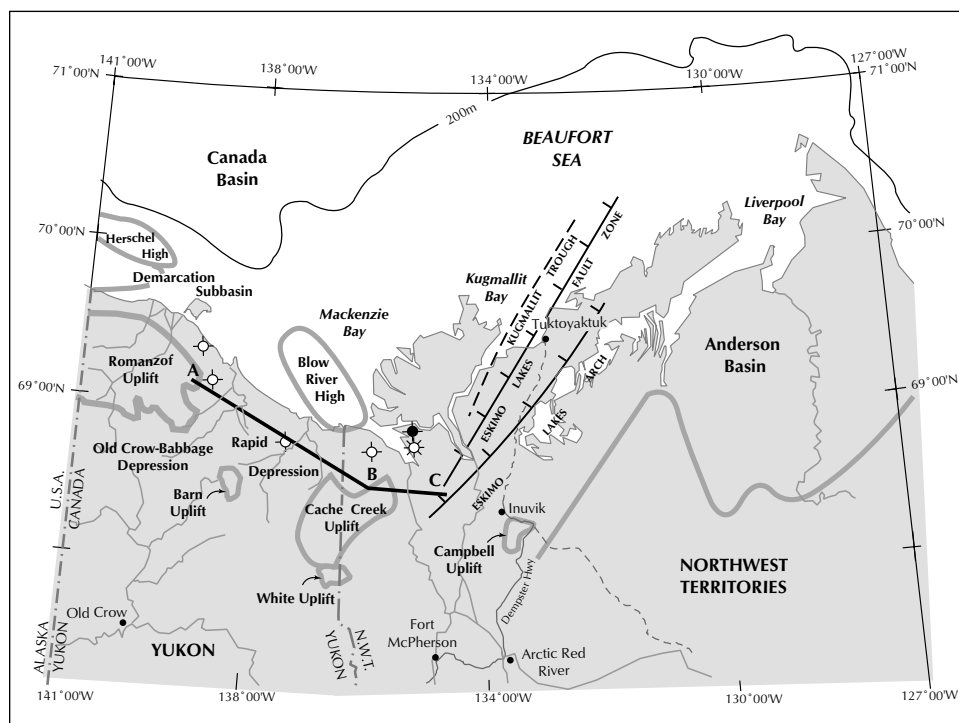 141°00'W
138°00'W
134°00'W
130°00'W
127°00'W
71°00'N
71°00'N
200m
BEAUFORT
SEA
Canada
Basin
Liverpool
Bay
70°00'N
70°00'N
Herschel
High
ZONE
TROUGH
FAULT
Demarcation
Subbasin
Kugmallit
Bay
KUGMALLIT
Mackenzie
Bay
Tuktoyaktuk
Anderson
Basin
Romanzof
Uplift
A
Blow
River
High
LAKES
ARCH
69°00'N
69°00'N
ESKIMO
LAKES
Old Crow-Babbage
Depression
Rapid
Depression
B
C
ESKIMO
U.S.A.
CANADA
Barn
Uplift
Cache Creek
Uplift
Inuvik
Campbell
Uplift
NORTHWEST
TERRITORIES
White Uplift
Dempster Hwy
Old Crow
Fort
McPherson
YUKON
N.W.T.
YUKON
Arctic Red
River
ALASKA
YUKON
141°00'W
138°00'W
134°00'W
130°00'W
127°00'W